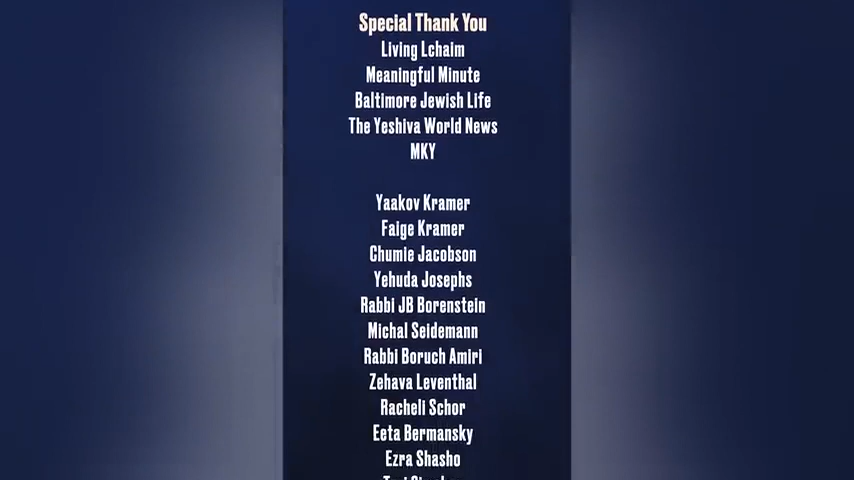 Special Thank You
Living Lchaim
Meaningful Minute
Baltimore Jewish Life
The Yeshiva World News
MKY
Yaakov Kramer
Faige Kramer
Chumie Jacobson
Yehuda Josephs
Rabbi JB Borenstein
Michal Seidemann
Rabbi Boruch Amiri
Zehava Leventhal
Racheli Schor
Eeta Bermansky
Ezra Shasho